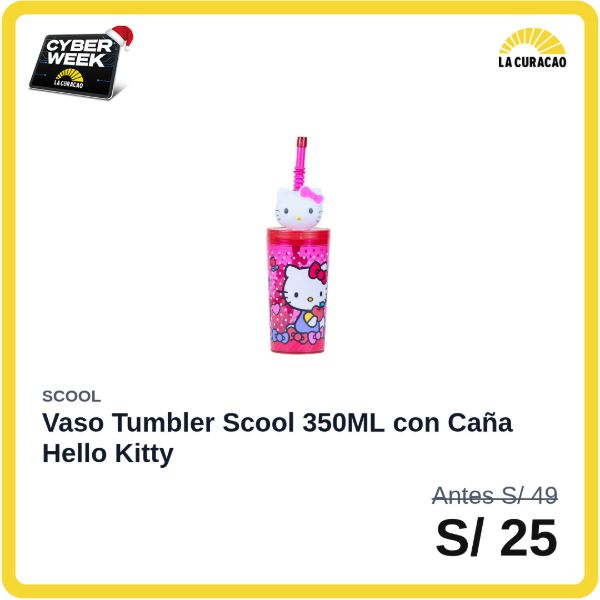 CYBER
WEEK
LA CURACAO
LA CURACAO
SCOOL
Vaso Tumbler Scool 350ML con Caña
Hello Kitty
Antes S/ 49
S/ 25